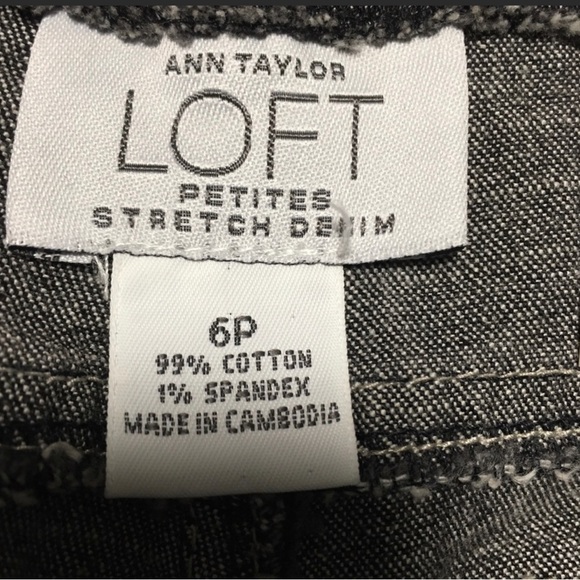 ANN TAYLOR
LOFT
PETITES
STRETCH DENIM
6P
99% COTTON
1% SPANDEX
MADE IN CAMBODIA